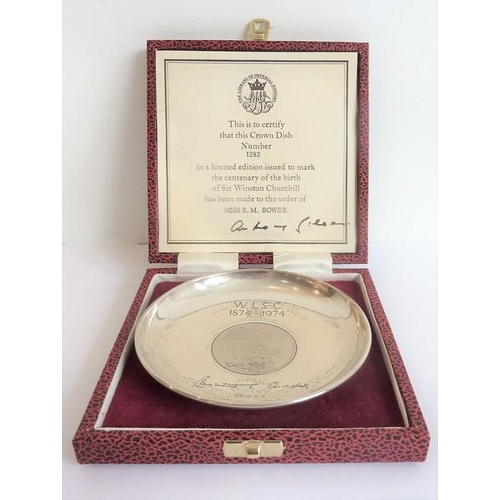 THE LIBRARY OF IMPERIAL HISTORY
This is to certify
that this Crown Dish
Number
1282
in a limited edition issued to mark
the centenary of the birth
of Sir Winston Churchill
has been made to the order of
MISS R. M. BOWER
W.L.S-C
1874 1974